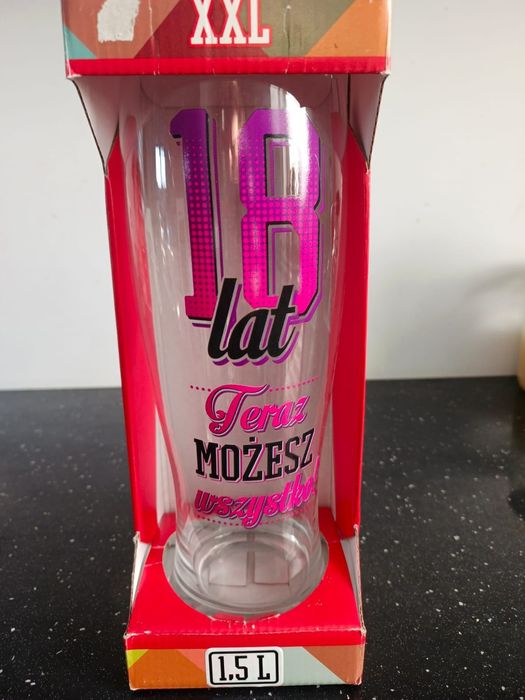 XXL
18
lat
Teraz
MOŻESZ
wszystko!
1,5 L